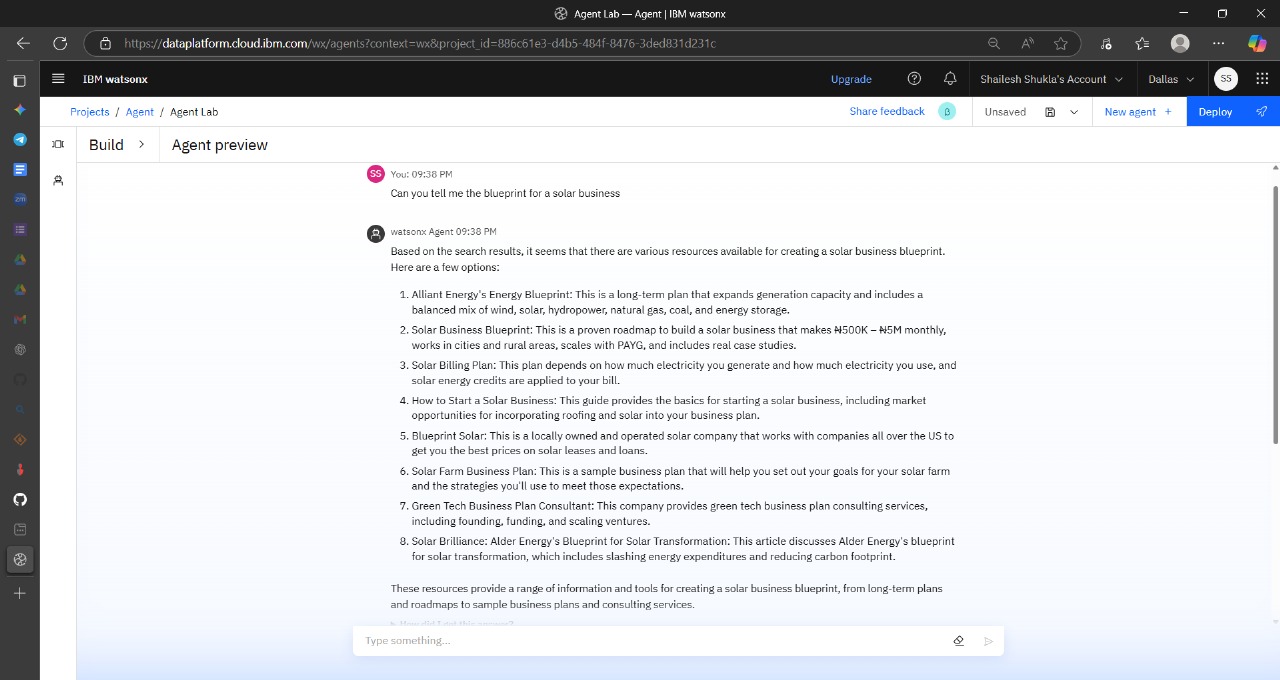 Agent Lab — Agent | IBM watsonx
https://dataplatform.cloud.ibm.com/wx/agents?context=wx&project_id=886c61e3-d4b5-484f-8476-3ded831d231c
IBM watsonx
Upgrade
Shailesh Shukla's Account
Dallas
SS
Projects / Agent / Agent Lab
Share feedback
β
Unsaved
New agent +
Deploy
Build > Agent preview
SS You: 09:38 PM
Can you tell me the blueprint for a solar business
watsonx Agent 09:38 PM
Based on the search results, it seems that there are various resources available for creating a solar business blueprint.
Here are a few options:
1. Alliant Energy's Energy Blueprint: This is a long-term plan that expands generation capacity and includes a
balanced mix of wind, solar, hydropower, natural gas, coal, and energy storage.
2. Solar Business Blueprint: This is a proven roadmap to build a solar business that makes ₦500K – ₦5M monthly,
works in cities and rural areas, scales with PAYG, and includes real case studies.
3. Solar Billing Plan: This plan depends on how much electricity you generate and how much electricity you use, and
solar energy credits are applied to your bill.
4. How to Start a Solar Business: This guide provides the basics for starting a solar business, including market
opportunities for incorporating roofing and solar into your business plan.
5. Blueprint Solar: This is a locally owned and operated solar company that works with companies all over the US to
get you the best prices on solar leases and loans.
6. Solar Farm Business Plan: This is a sample business plan that will help you set out your goals for your solar farm
and the strategies you'll use to meet those expectations.
7. Green Tech Business Plan Consultant: This company provides green tech business plan consulting services,
including founding, funding, and scaling ventures.
8. Solar Brilliance: Alder Energy's Blueprint for Solar Transformation: This article discusses Alder Energy's blueprint
for solar transformation, which includes slashing energy expenditures and reducing carbon footprint.
These resources provide a range of information and tools for creating a solar business blueprint, from long-term plans
and roadmaps to sample business plans and consulting services.
How did I get this answer?
Type something...
zm